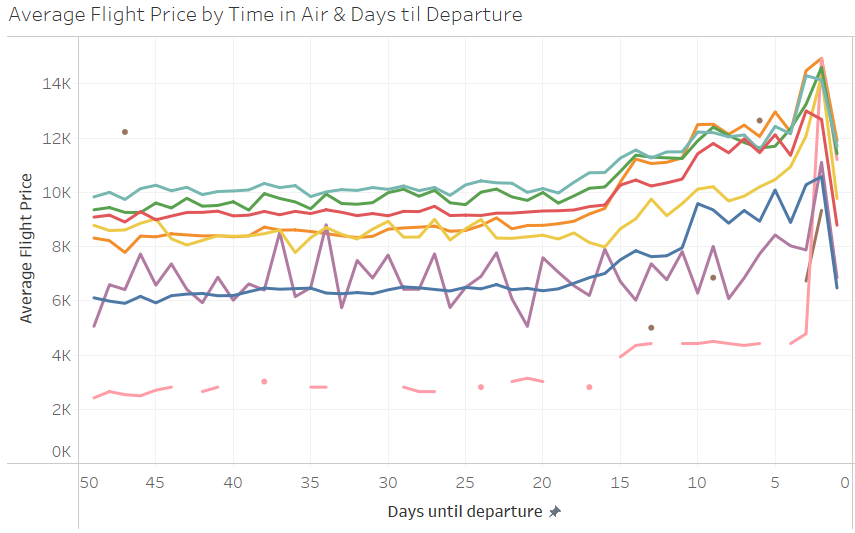 Average Flight Price by Time in Air & Days til Departure
14K
12K
10K
8K
6K
4K
2K
0K
Average Flight Price
50 45 40 35 30 25 20 15 10 5 0
Days until departure